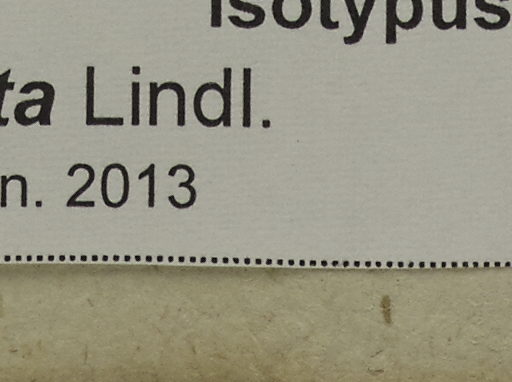 isotypus
ta Lindl.
n. 2013